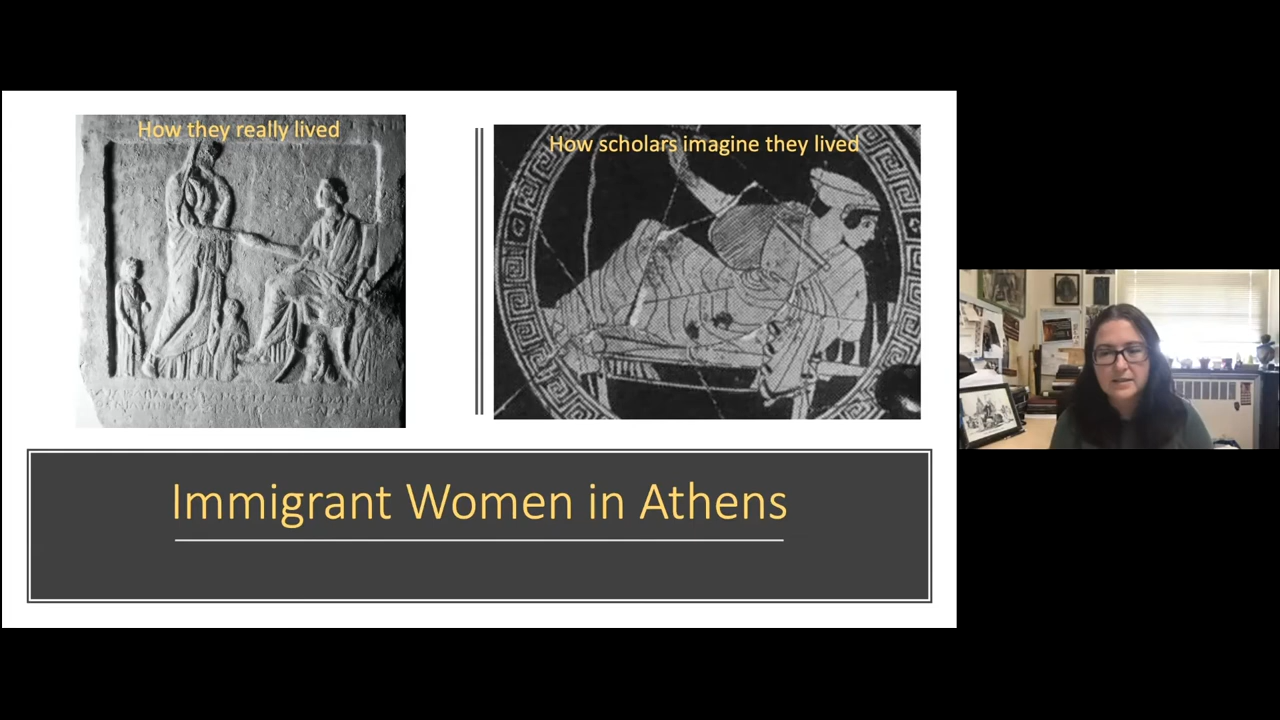 How they really lived
How scholars imagine they lived
Immigrant Women in Athens